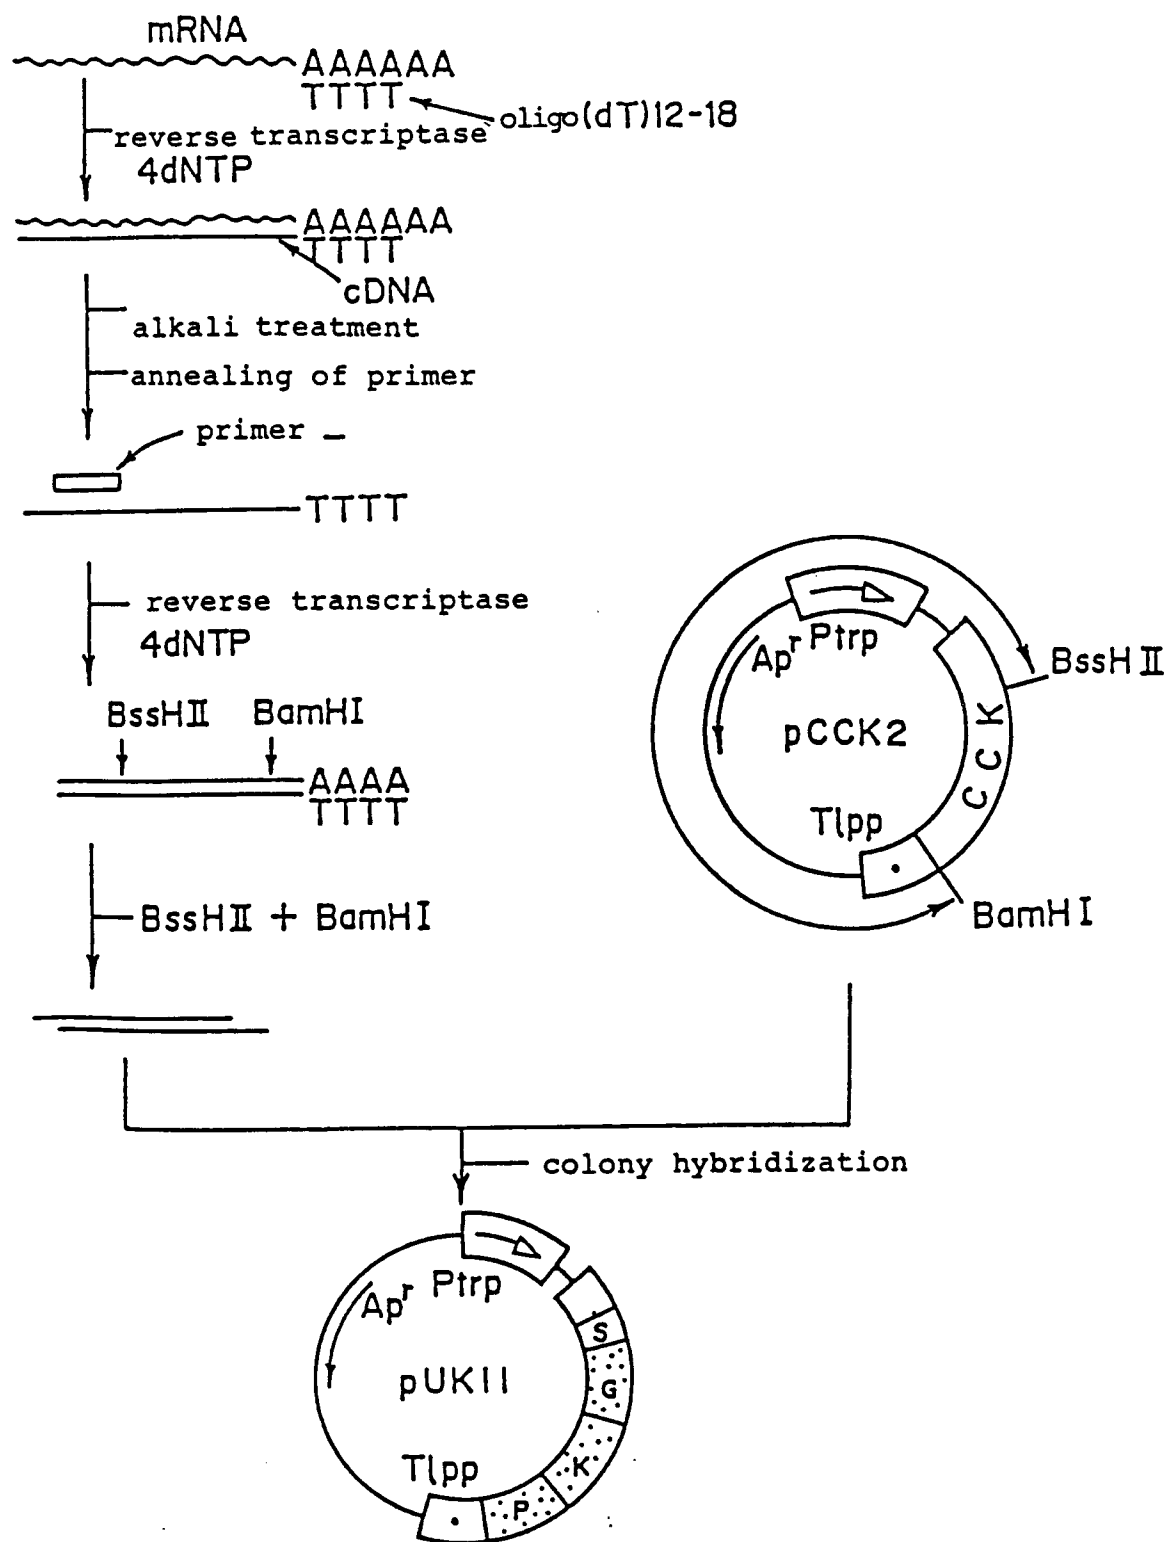 mRNA
AAAAAA
TTTT
oligo(dT)12-18
reverse transcriptase
4dNTP
AAAAAA
TTTT
cDNA
alkali treatment
annealing of primer
primer
TTTT
reverse transcriptase
4dNTP
BssHII BamHI
AAAA
TTTT
BssHII + BamHI
Ptrp
Apr
pCCK2
CCK
Tlpp
BssHII
BamHI
colony hybridization
Ptrp
Apr
pUK11
Tlpp
S
G
K
P